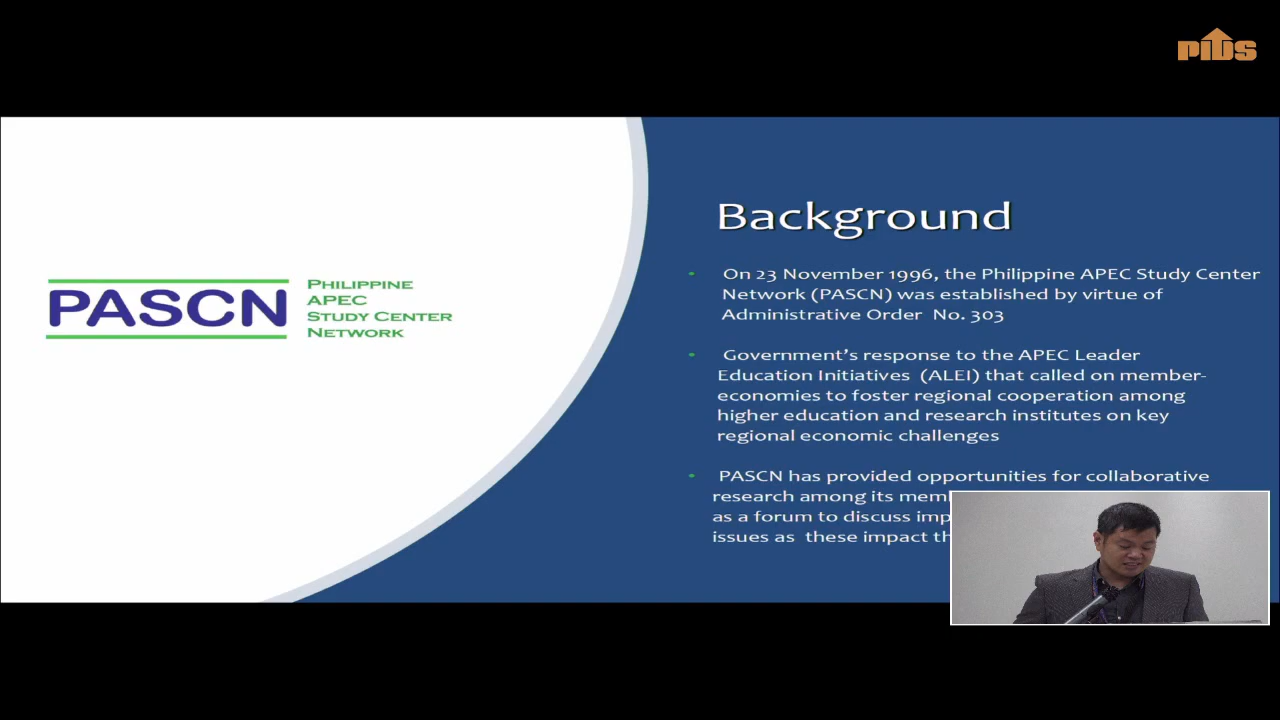 PIDS
PASCN
PHILIPPINE
APEC
STUDY CENTER
NETWORK
Background
• On 23 November 1996, the Philippine APEC Study Center
Network (PASCN) was established by virtue of
Administrative Order No. 303
• Government's response to the APEC Leader
Education Initiatives (ALEI) that called on member-
economies to foster regional cooperation among
higher education and research institutes on key
regional economic challenges
• PASCN has provided opportunities for collaborative
research among its
as a forum to discuss
issues as these impact